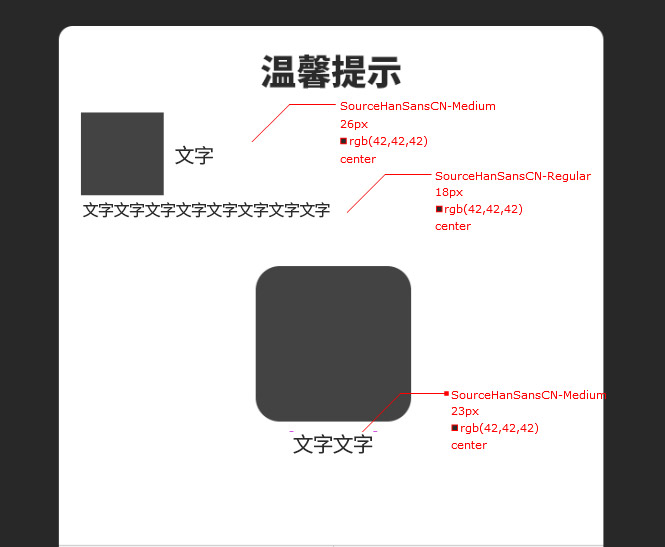 温馨提示
SourceHanSansCN-Medium
26px
rgb(42,42,42)
center
文字
SourceHanSansCN-Regular
18px
rgb(42,42,42)
center
文字文字文字文字文字文字文字文字
SourceHanSansCN-Medium
23px
rgb(42,42,42)
center
文字文字